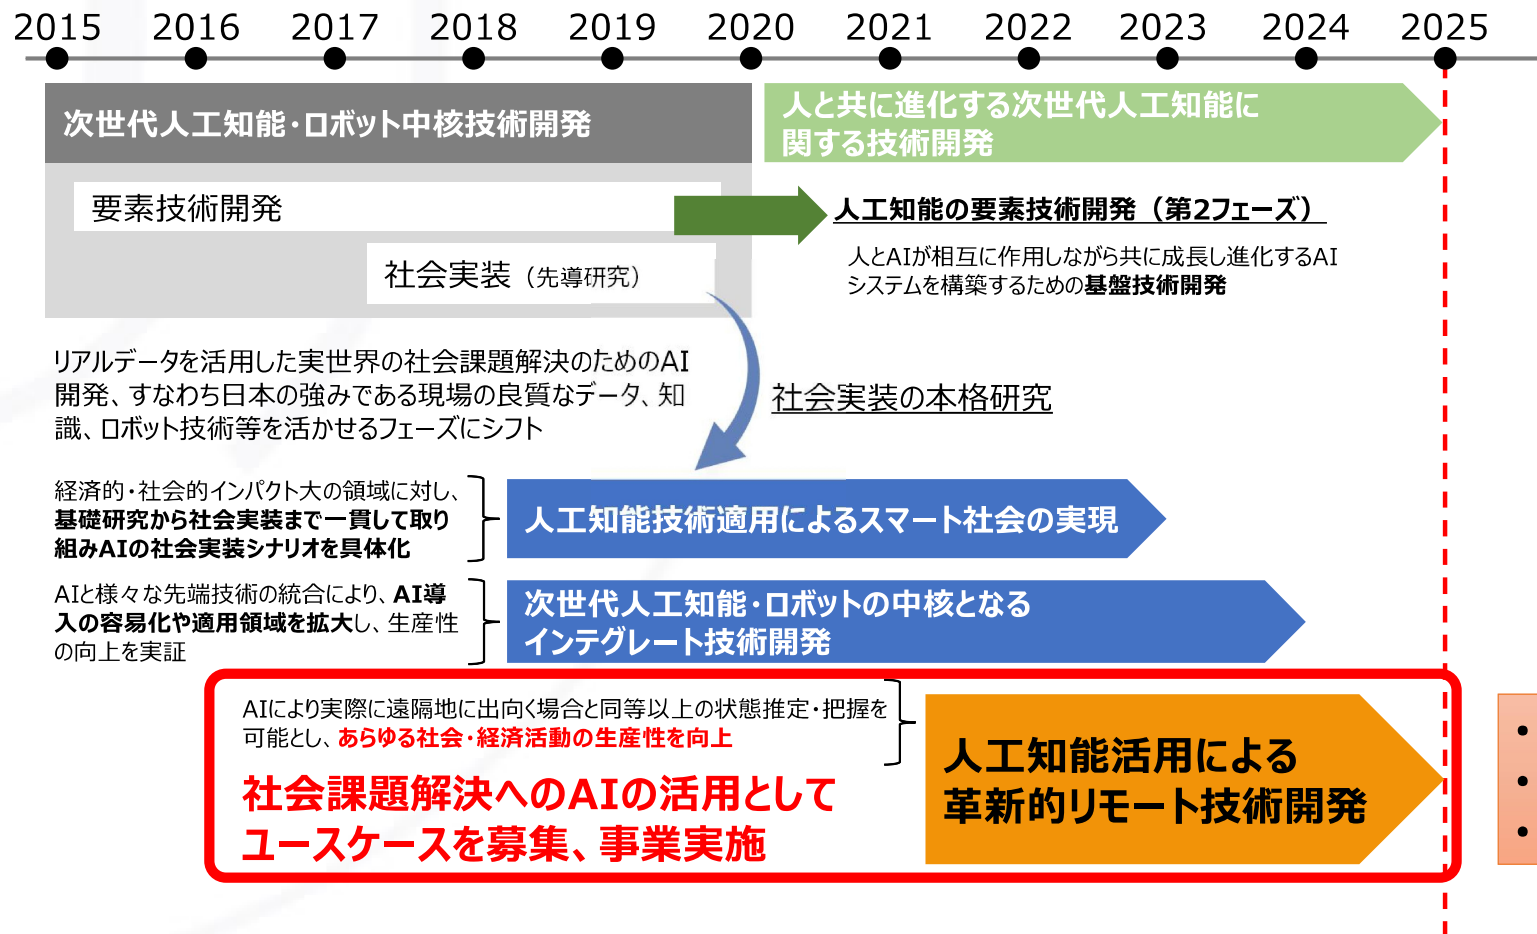 2015 2016 2017 2018 2019 2020 2021 2022 2023 2024 2025
次世代人工知能・ロボット中核技術開発
人と共に進化する次世代人工知能に
関する技術開発
要素技術開発
社会実装（先導研究）
人工知能の要素技術開発（第2フェーズ）
人とAIが相互に作用しながら共に成長し進化するAI
システムを構築するための基盤技術開発
リアルデータを活用した実世界の社会課題解決のためのAI
開発、すなわち日本の強みである現場の良質なデータ、知
識、ロボット技術等を活かせるフェーズにシフト
社会実装の本格研究
経済的・社会的インパクト大の領域に対し、
基礎研究から社会実装まで一貫して取り
組みAIの社会実装シナリオを具体化
人工知能技術適用によるスマート社会の実現
AIと様々な先端技術の統合により、AI導
入の容易化や適用領域を拡大し、生産性
の向上を実証
次世代人工知能・ロボットの中核となる
インテグレート技術開発
AIにより実際に遠隔地に出向く場合と同等以上の状態推定・把握を
可能とし、あらゆる社会・経済活動の生産性を向上
社会課題解決へのAIの活用として
ユースケースを募集、事業実施
人工知能活用による
革新的リモート技術開発